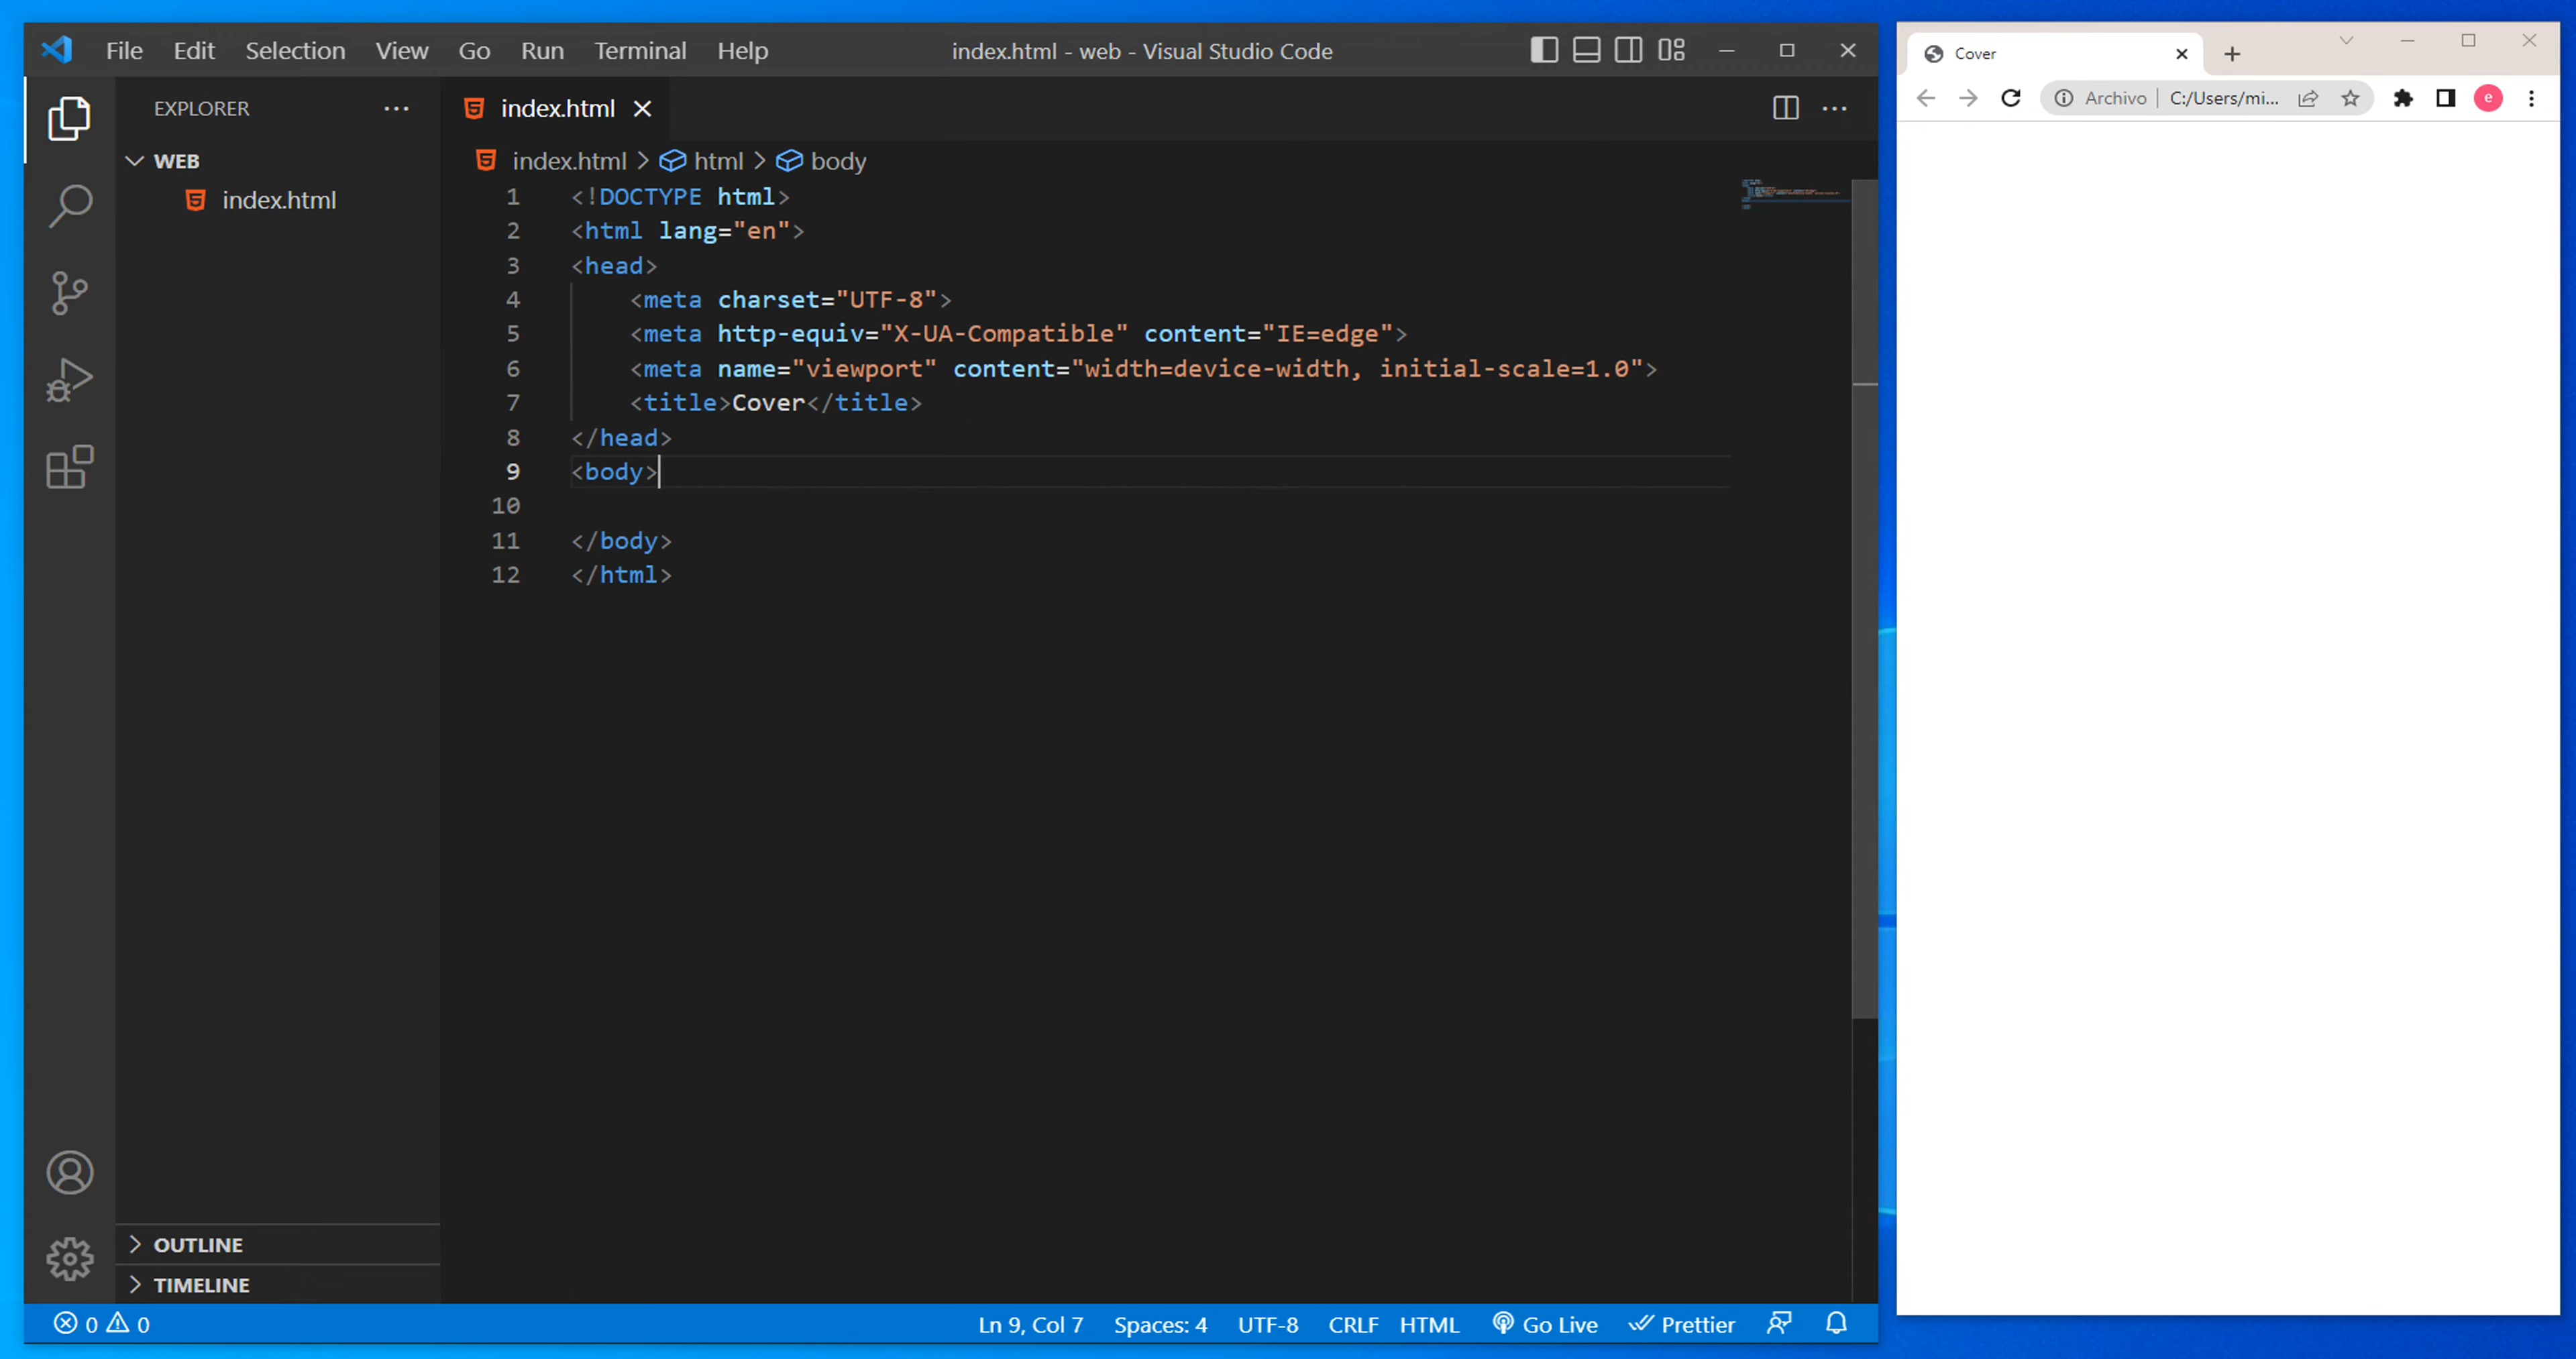 File Edit Selection View Go Run Terminal Help
index.html - web - Visual Studio Code
EXPLORER
WEB
index.html
index.html
index.html > html > body
1 <!DOCTYPE html>
2 <html lang="en">
3 <head>
4 <meta charset="UTF-8">
5 <meta http-equiv="X-UA-Compatible" content="IE=edge">
6 <meta name="viewport" content="width=device-width, initial-scale=1.0">
7 <title>Cover</title>
8 </head>
9 <body>
10
11 </body>
12 </html>
OUTLINE
TIMELINE
0 0
Ln 9, Col 7 Spaces: 4 UTF-8 CRLF HTML Go Live Prettier
Cover
Archivo | C:/Users/mi... e